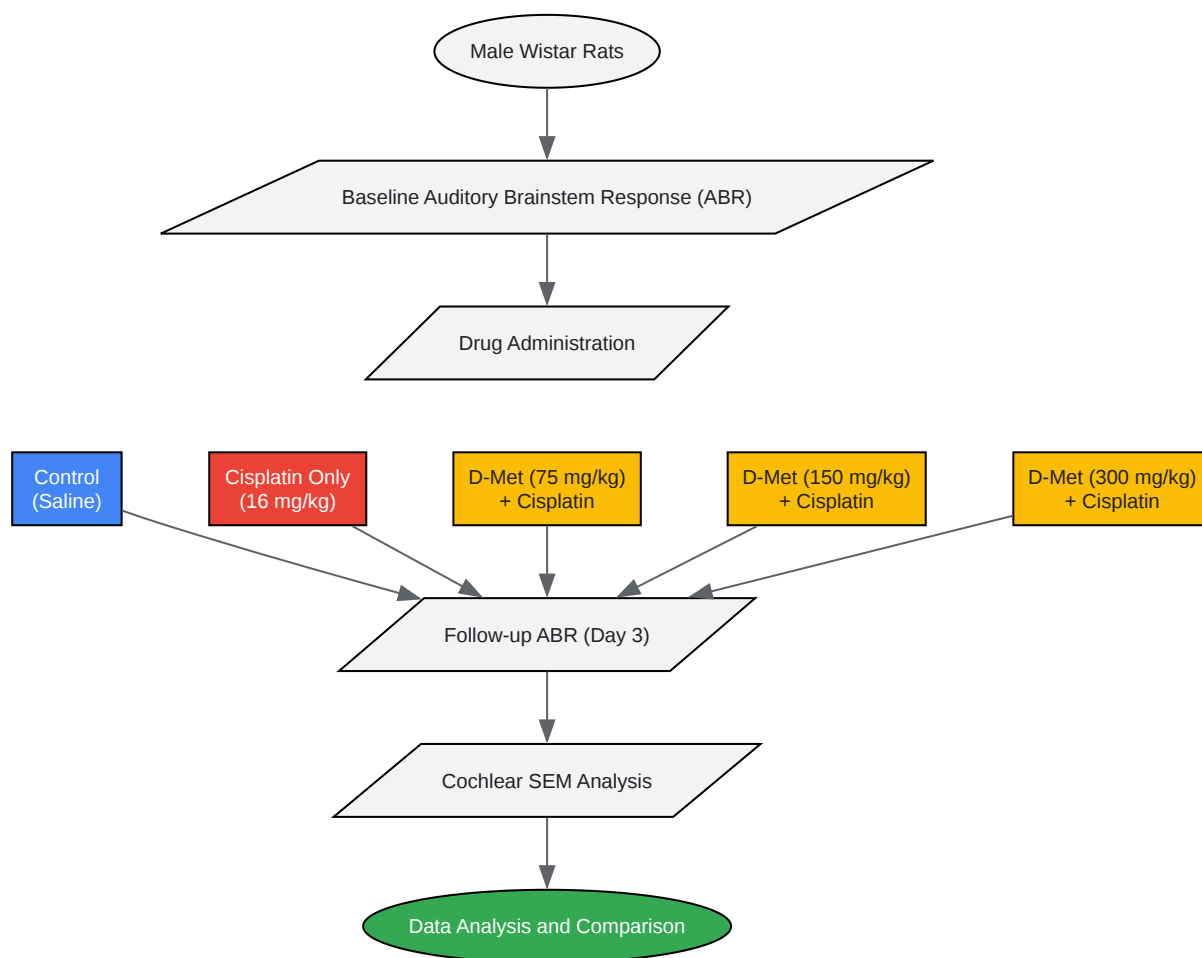 Male Wistar Rats
Baseline Auditory Brainstem Response (ABR)
Drug Administration
Control
(Saline)
Cisplatin Only
(16 mg/kg)
D-Met (75 mg/kg)
+ Cisplatin
D-Met (150 mg/kg)
+ Cisplatin
D-Met (300 mg/kg)
+ Cisplatin
Follow-up ABR (Day 3)
Cochlear SEM Analysis
Data Analysis and Comparison